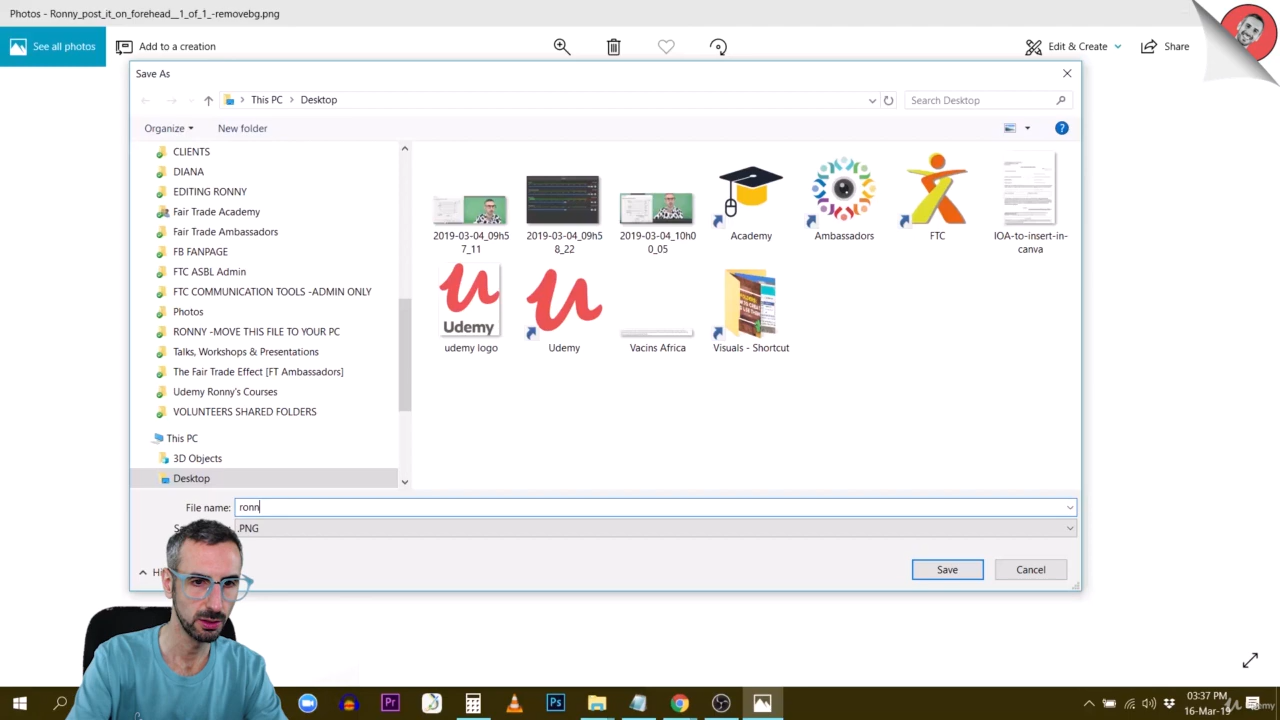 Photos - Ronny_post_it_on_forehead__1_of_1_-removebg.png
See all photos
Add to a creation
Edit & Create
Share
Save As
This PC
Desktop
Search Desktop
Organize
New folder
CLIENTS
DIANA
EDITING RONNY
Fair Trade Academy
Fair Trade Ambassadors
FB FANPAGE
FTC ASBL Admin
FTC COMMUNICATION TOOLS -ADMIN ONLY
Photos
RONNY -MOVE THIS FILE TO YOUR PC
Talks, Workshops & Presentations
The Fair Trade Effect [FT Ambassadors]
Udemy Ronny's Courses
VOLUNTEERS SHARED FOLDERS
This PC
3D Objects
Desktop
2019-03-04_09h5
7_11
2019-03-04_09h5
8_22
2019-03-04_10h0
0_05
Academy
Ambassadors
FTC
IOA-to-insert-in-
canva
Udemy
udemy logo
Udemy
Vacins Africa
Visuals - Shortcut
File name:
ronn
.PNG
Save
Cancel
Pr
Ps
03:37 PM
16-Mar-19
Udemy